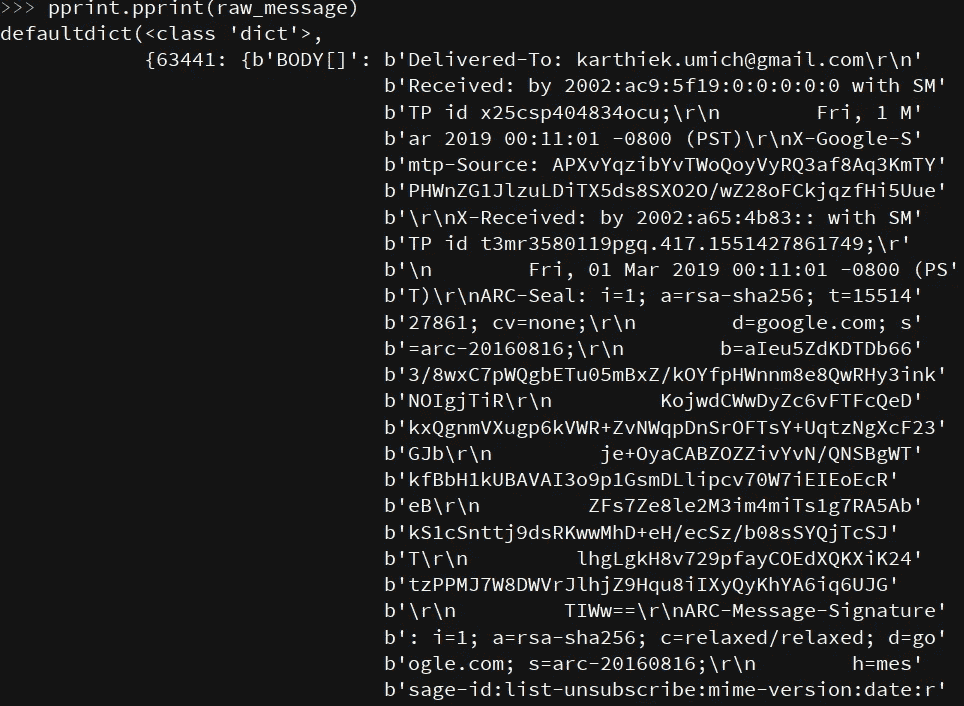 >>> pprint.pprint(raw_message)
defaultdict(<class 'dict'>,
            {63441: {b'BODY[]': b'Delivered-To: karthiek.umich@gmail.com\r\n'
                                b'Received: by 2002:ac9:5f19:0:0:0:0:0 with SM'
                                b'TP id x25csp404834ocu;\r\n        Fri, 1 M'
                                b'ar 2019 00:11:01 -0800 (PST)\r\nX-Google-S'
                                b'mtp-Source: APXvYqzibYvTWoQoyVyRQ3af8Aq3KmTY'
                                b'PHWnZG1JlzuLDiTX5ds8SXO2O/wZ28oFCkjqzfHi5Uue'
                                b'\r\nX-Received: by 2002:a65:4b83:: with SM'
                                b'TP id t3mr3580119pgq.417.1551427861749;\r'
                                b'\n        Fri, 01 Mar 2019 00:11:01 -0800 (PS'
                                b'T)\r\nARC-Seal: i=1; a=rsa-sha256; t=15514'
                                b'27861; cv=none;\r\n        d=google.com; s'
                                b'=arc-20160816;\r\n        b=aIeu5ZdKDTDb66'
                                b'3/8wxC7pWQgbETu05mBxZ/kOYfpHWnnm8e8QwRHy3ink'
                                b'NOIgjTiR\r\n         KojwdCWwDyZc6vFTFcQeD'
                                b'kxQgnmVXugp6kVWR+ZvNWqpDnSrOFTsY+UqtzNgXcF23'
                                b'GJb\r\n         je+OyaCABZOZZivYvN/QNSBgWT'
                                b'kfBbH1kUBAVAI3o9p1GsmDLlipcv70W7iEIEoEcR'
                                b'eB\r\n         ZFs7Ze8le2M3im4miTs1g7RA5Ab'
                                b'kS1cSnttj9dsRKwwMhD+eH/ecSz/b08sSYQjTcSJ'
                                b'T\r\n         lhgLgkH8v729pfayCOEdXQKXiK24'
                                b'tzPPMJ7W8DWVrJlhjZ9Hqu8iIXyQyKhYA6iq6UJG'
                                b'\r\n         TIWw==\r\nARC-Message-Signature'
                                b': i=1; a=rsa-sha256; c=relaxed/relaxed; d=go'
                                b'ogle.com; s=arc-20160816;\r\n        h=mes'
                                b'sage-id:list-unsubscribe:mime-version:date:r'